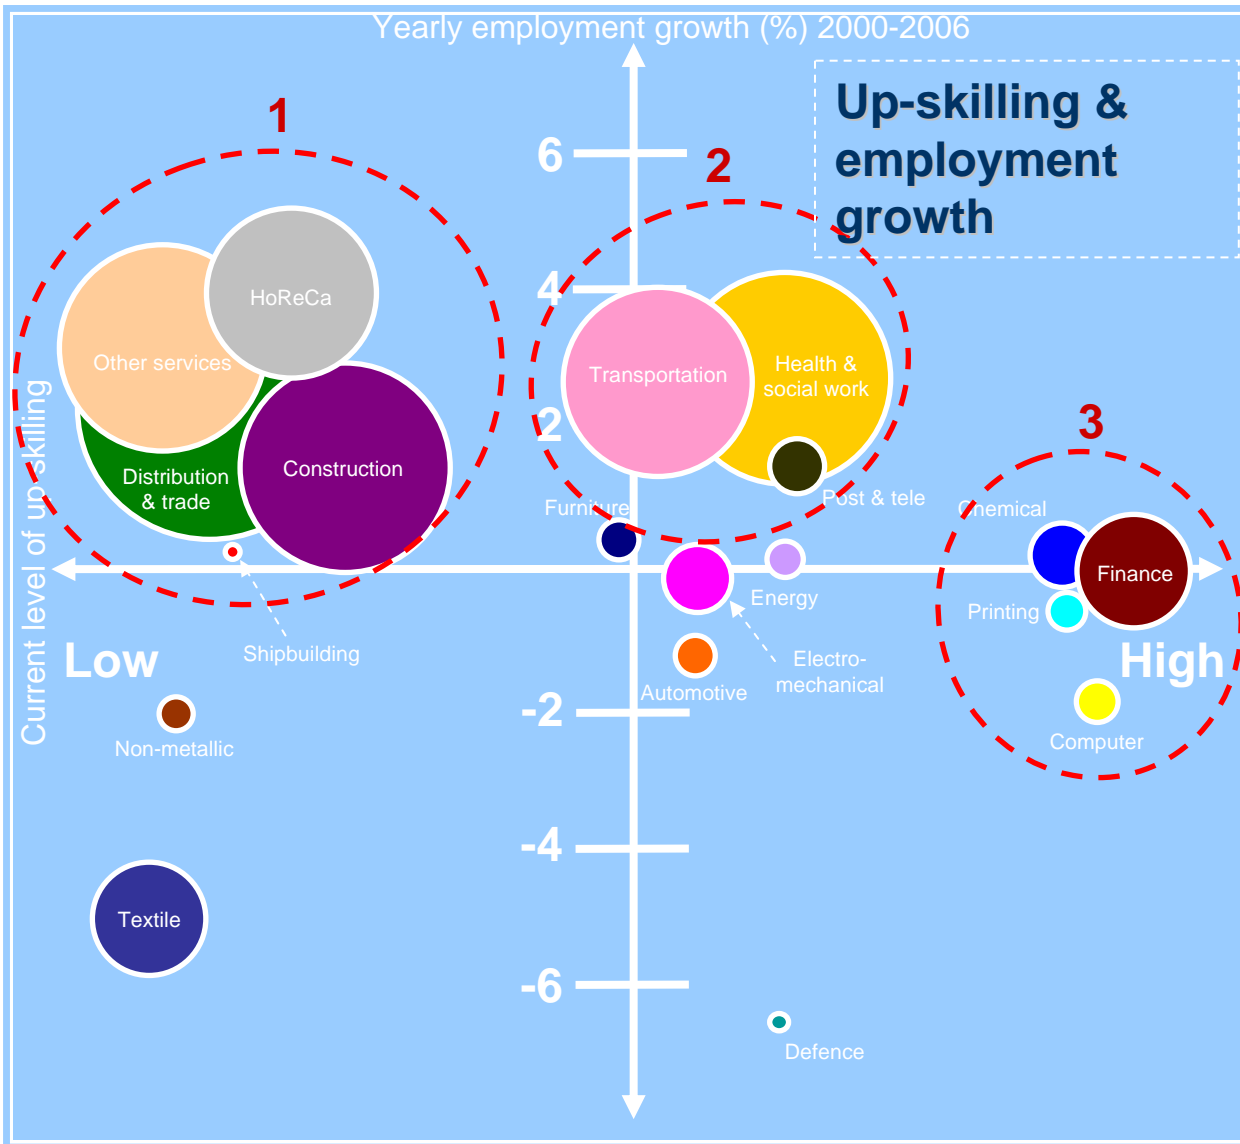 Yearly employment growth (%) 2000-2006
Up-skilling &
employment
growth
1
2
3
6
4
2
-2
-4
-6
HoReCa
Other services
Distribution
& trade
Construction
Transportation
Health &
social work
Post & tele
Furniture
Chemical
Finance
Printing
Energy
Electro-
mechanical
Automotive
Shipbuilding
Low
High
Computer
Non-metallic
Textile
Defence
Current level of up-skilling